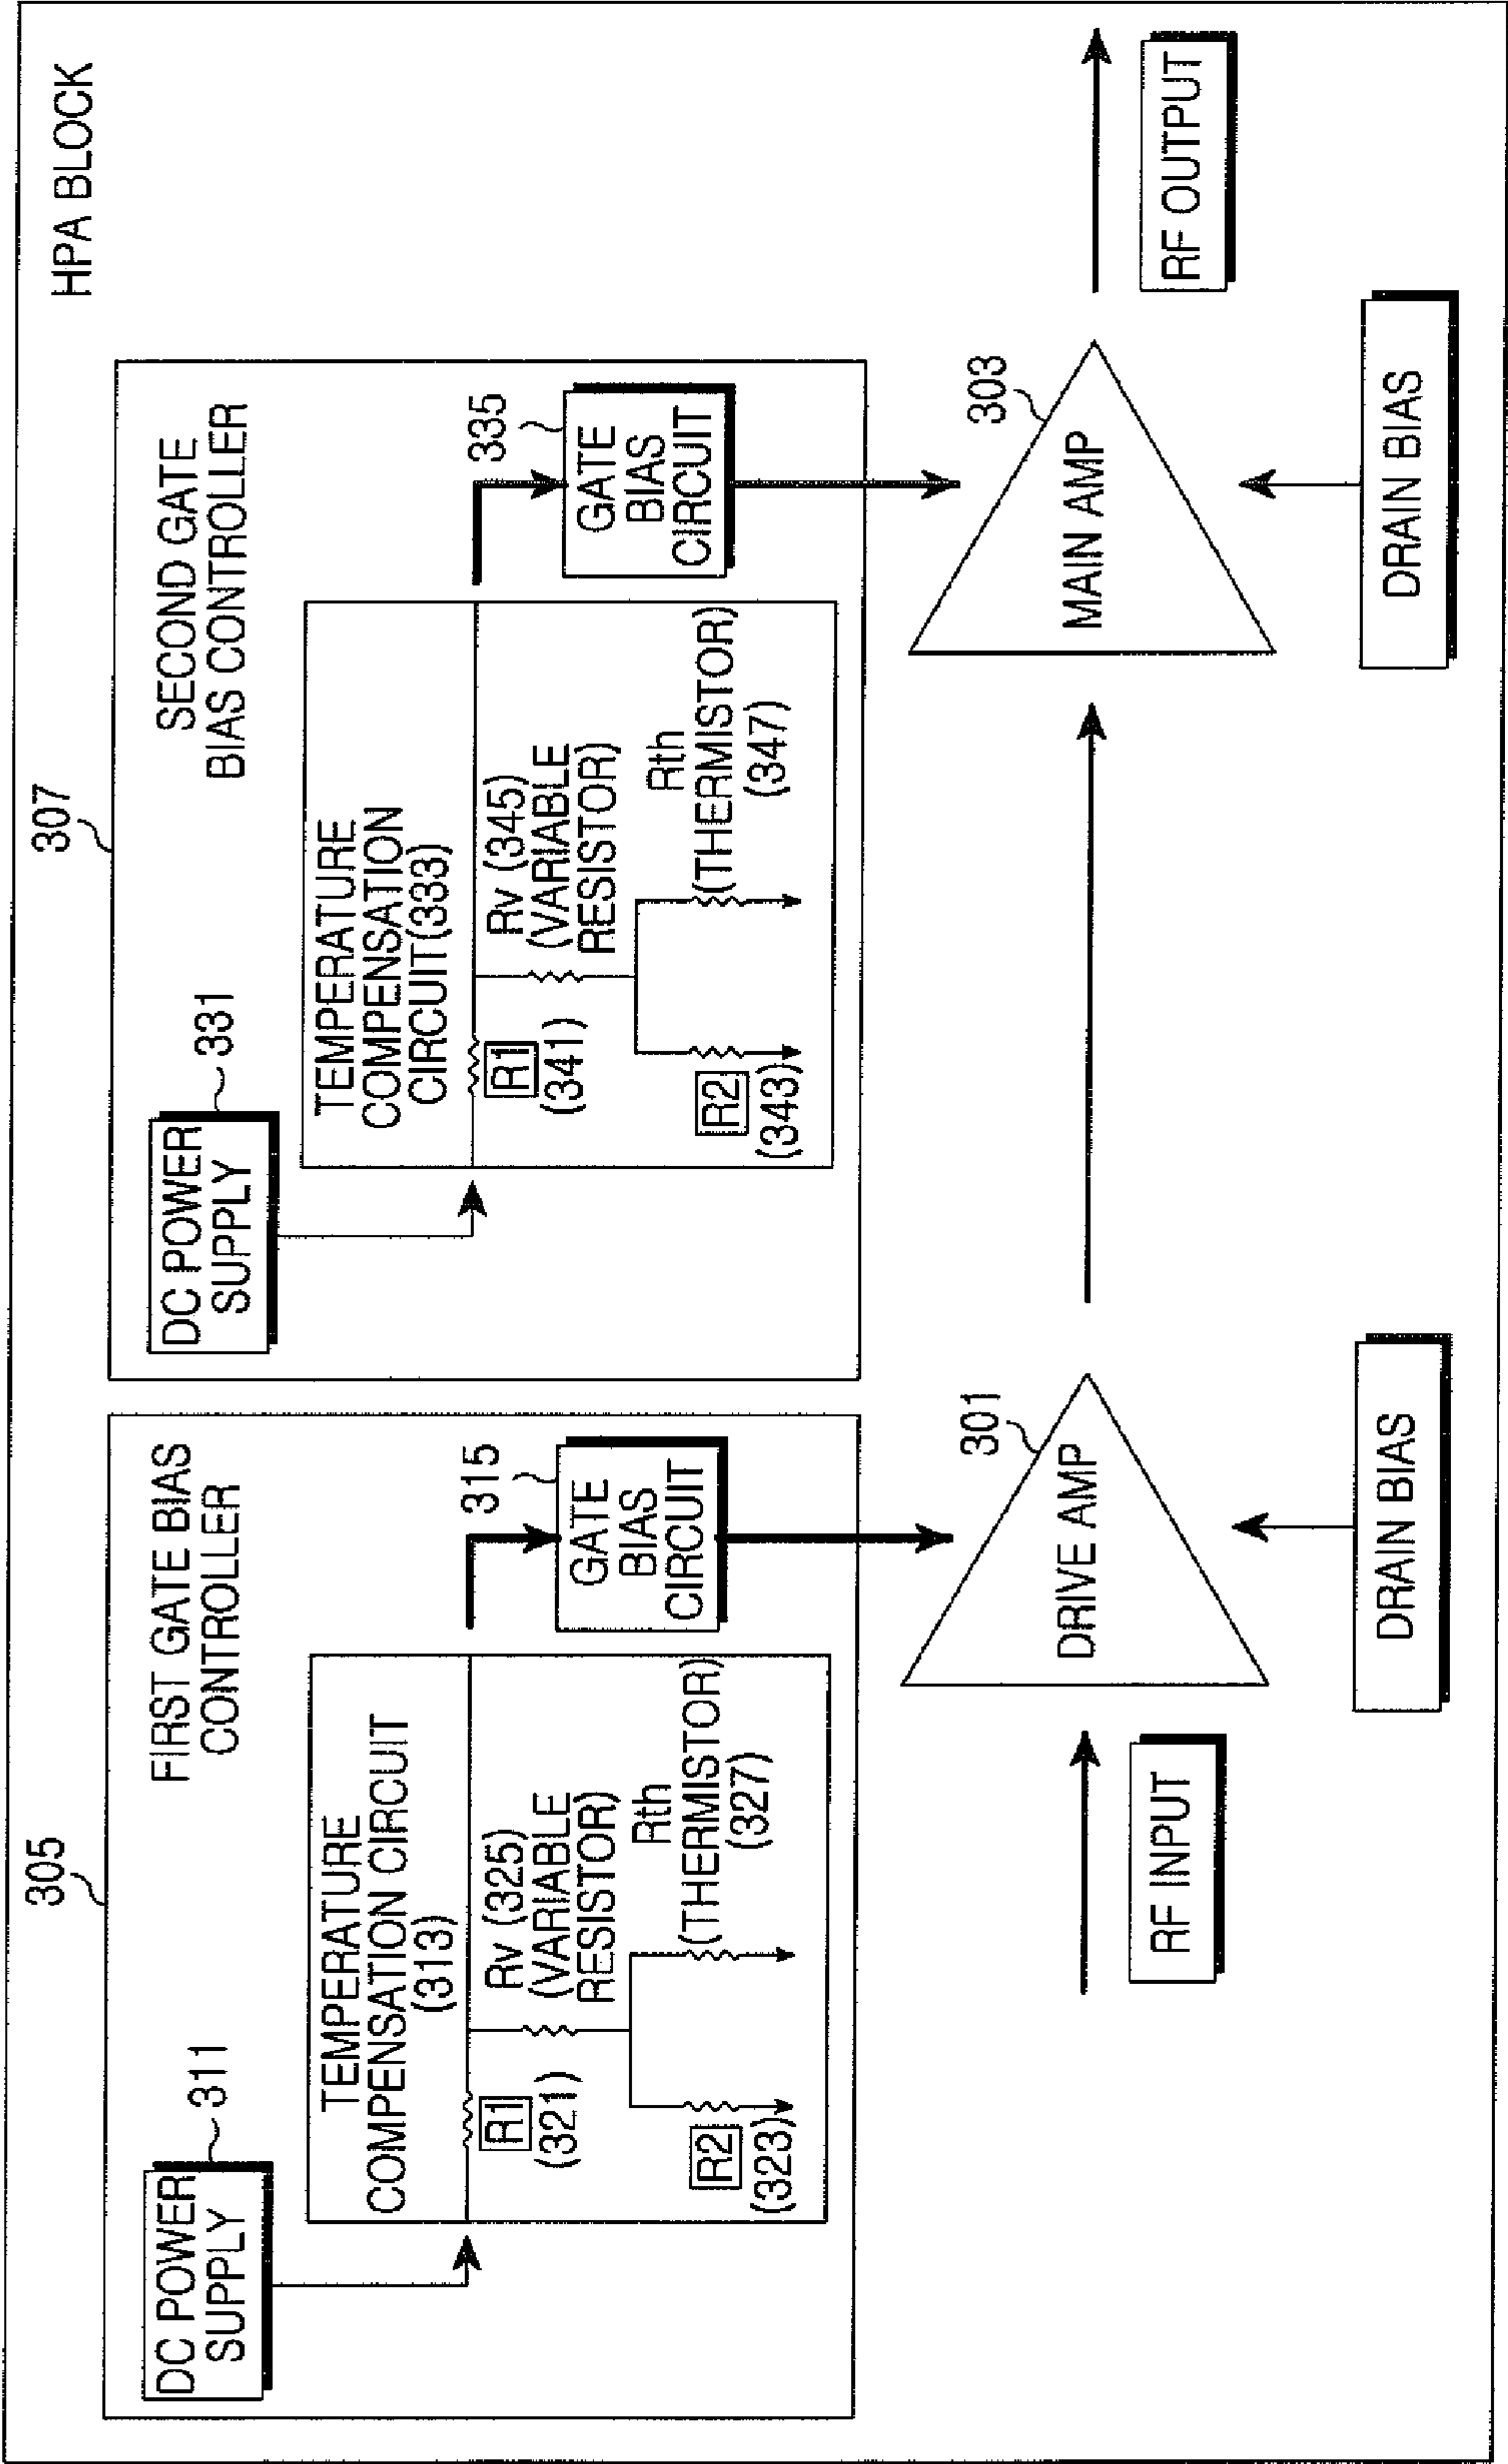 HPA BLOCK
305
FIRST GATE BIAS
CONTROLLER
DC POWER
SUPPLY
311
TEMPERATURE
COMPENSATION CIRCUIT
(313)
R1
(321)
Rv (325)
(VARIABLE
RESISTOR)
R2
(323)
Rth
(THERMISTOR)
(327)
315
GATE
BIAS
CIRCUIT
307
SECOND GATE
BIAS CONTROLLER
DC POWER
SUPPLY
331
TEMPERATURE
COMPENSATION
CIRCUIT(333)
R1
(341)
Rv (345)
(VARIABLE
RESISTOR)
R2
(343)
Rth
(THERMISTOR)
(347)
335
GATE
BIAS
CIRCUIT
RF INPUT
301
DRIVE AMP
DRAIN BIAS
303
MAIN AMP
DRAIN BIAS
RF OUTPUT